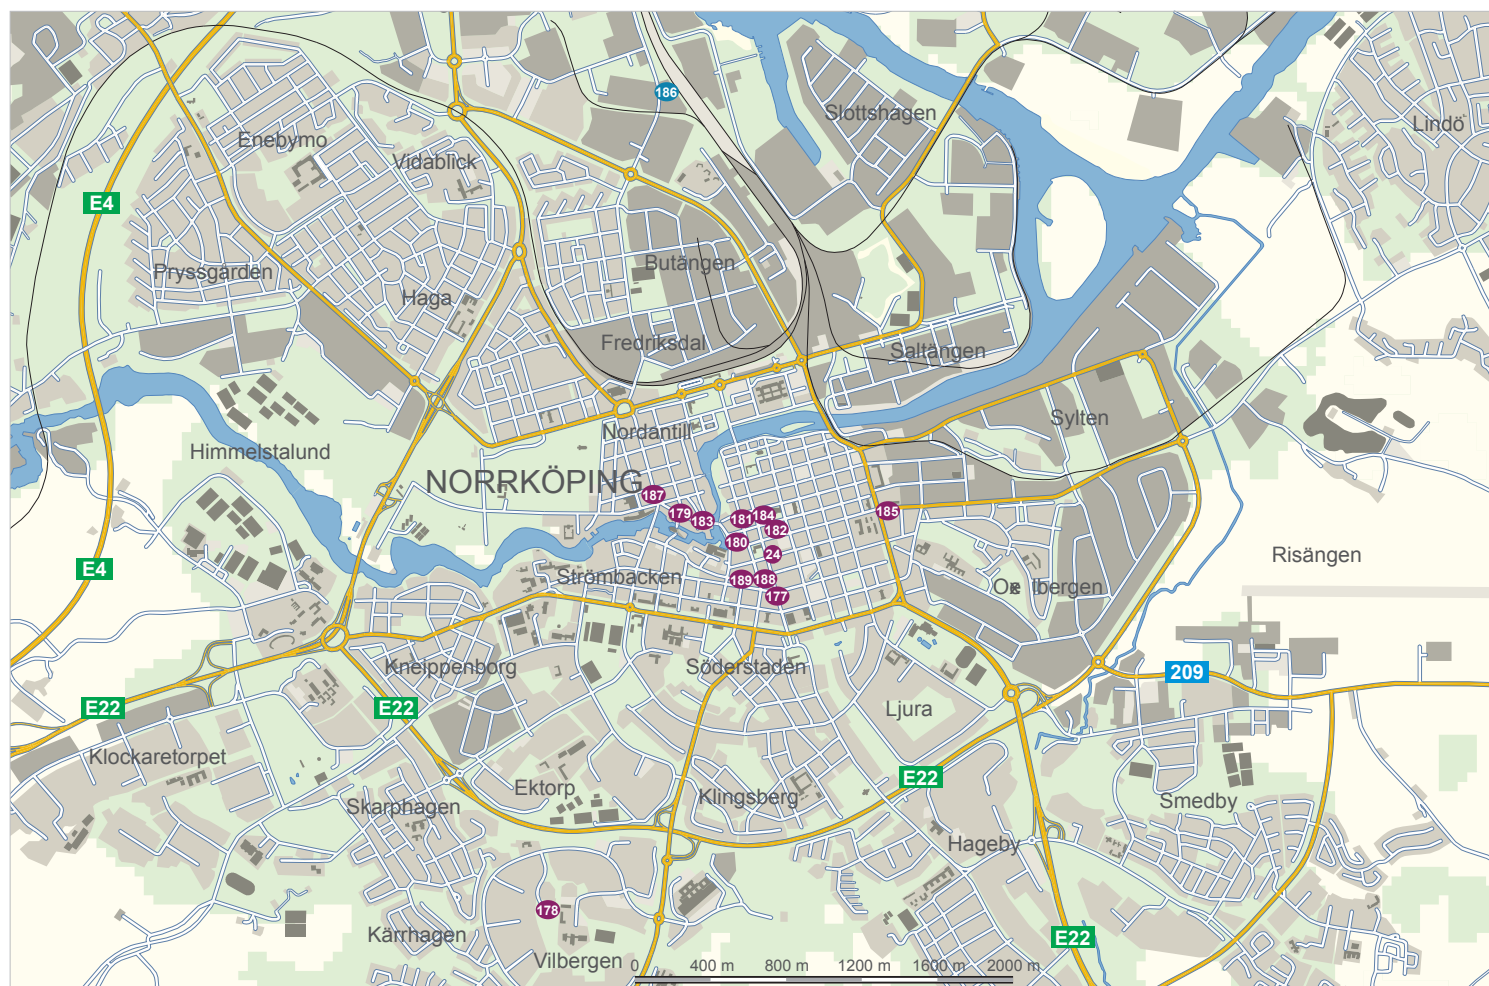 186
Slottshagen
Lindö
Enebymo
Vidablick
E4
Pryssgården
Butängen
Haga
Fredriksdal
Saltängen
Sylten
Nordantill
Himmelstalund
NORRKÖPING
187
179
183
181
184
182
185
180
24
E4
Strömbacken
189
188
177
Oxelbergen
Risängen
Kneippenborg
Söderstaden
209
E22
E22
Ljura
Klockaretorpet
E22
Ektorp
Klingsberg
Skarphagen
Smedby
Hageby
178
Kärrhagen
E22
Vilbergen
0 400 m 800 m 1200 m 1600 m 2000 m